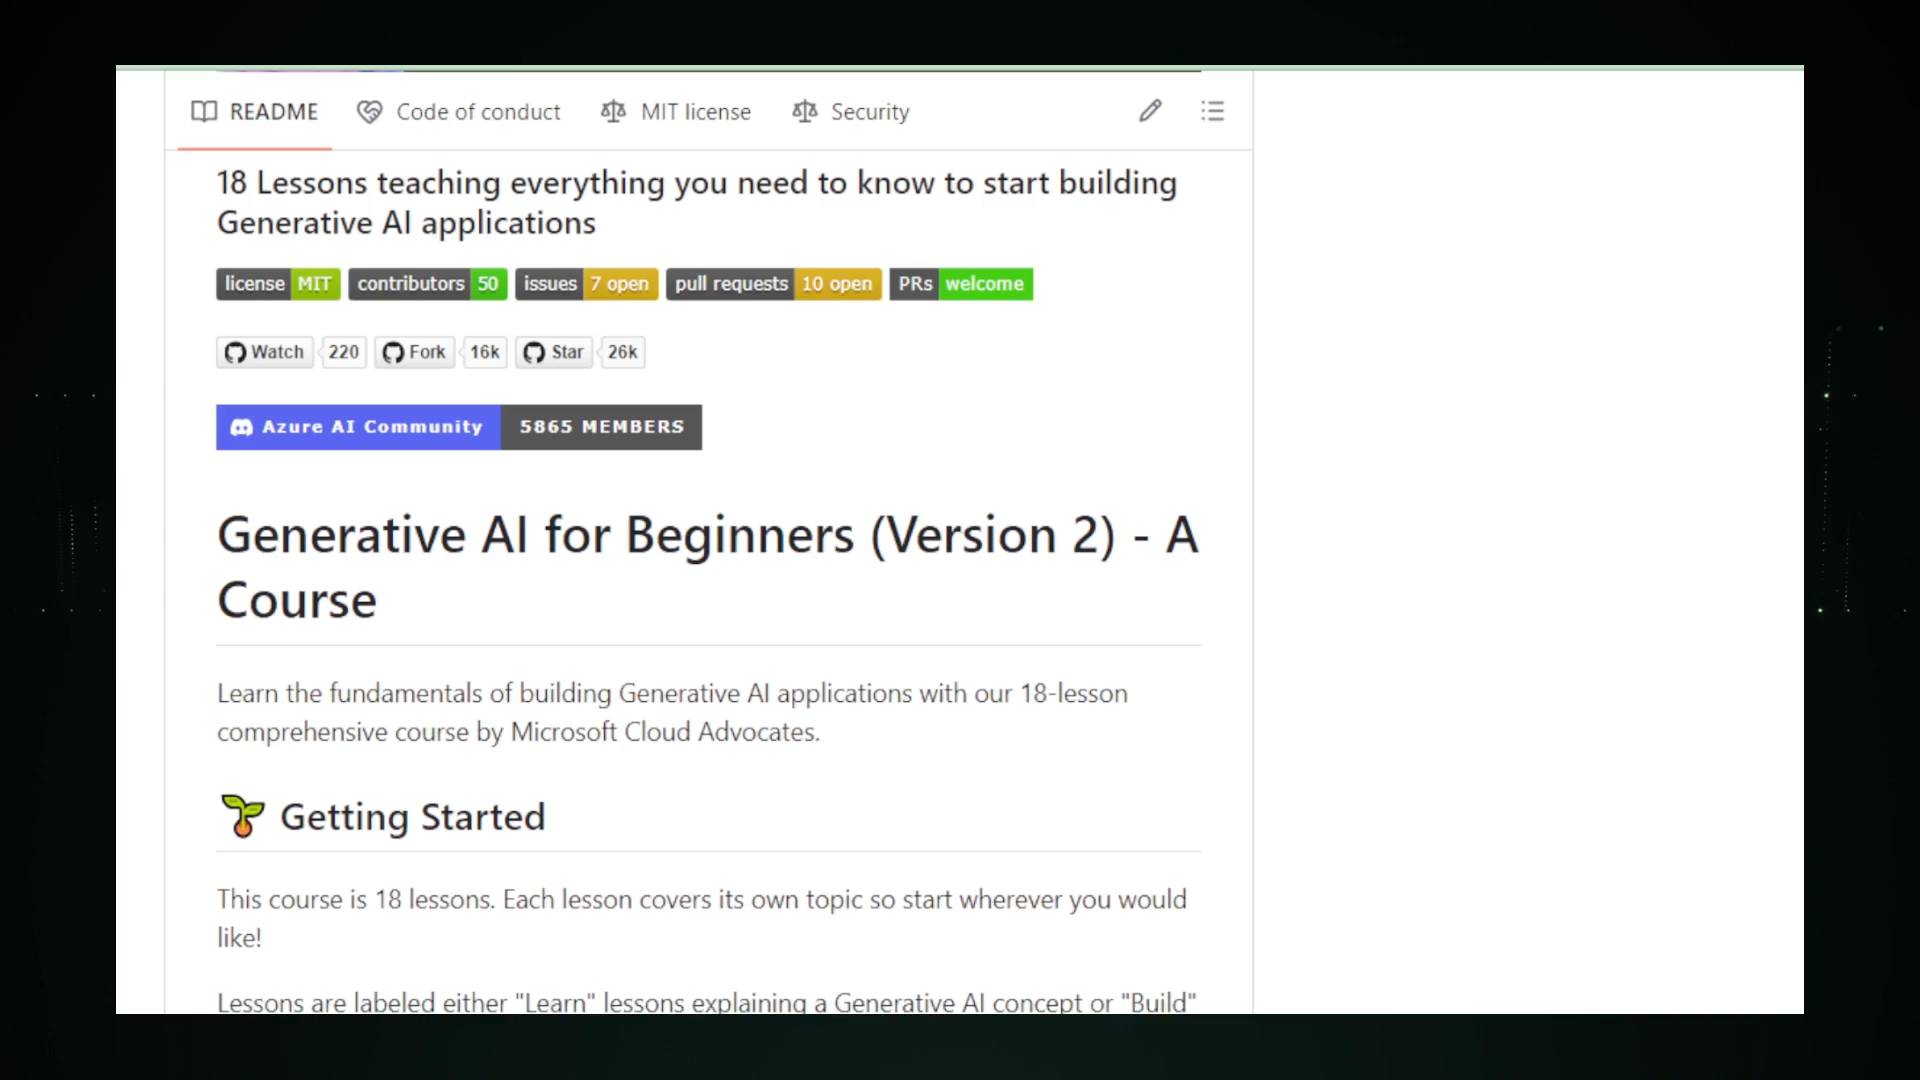 README Code of conduct MIT license Security
18 Lessons teaching everything you need to know to start building
Generative AI applications
license MIT contributors 50 issues 7 open pull requests 10 open PRs welcome
Watch 220 Fork 16k Star 26k
Azure AI Community 5865 MEMBERS
Generative AI for Beginners (Version 2) - A
Course
Learn the fundamentals of building Generative AI applications with our 18-lesson
comprehensive course by Microsoft Cloud Advocates.
Getting Started
This course is 18 lessons. Each lesson covers its own topic so start wherever you would
like!
Lessons are labeled either "Learn" lessons explaining a Generative AI concept or "Build"